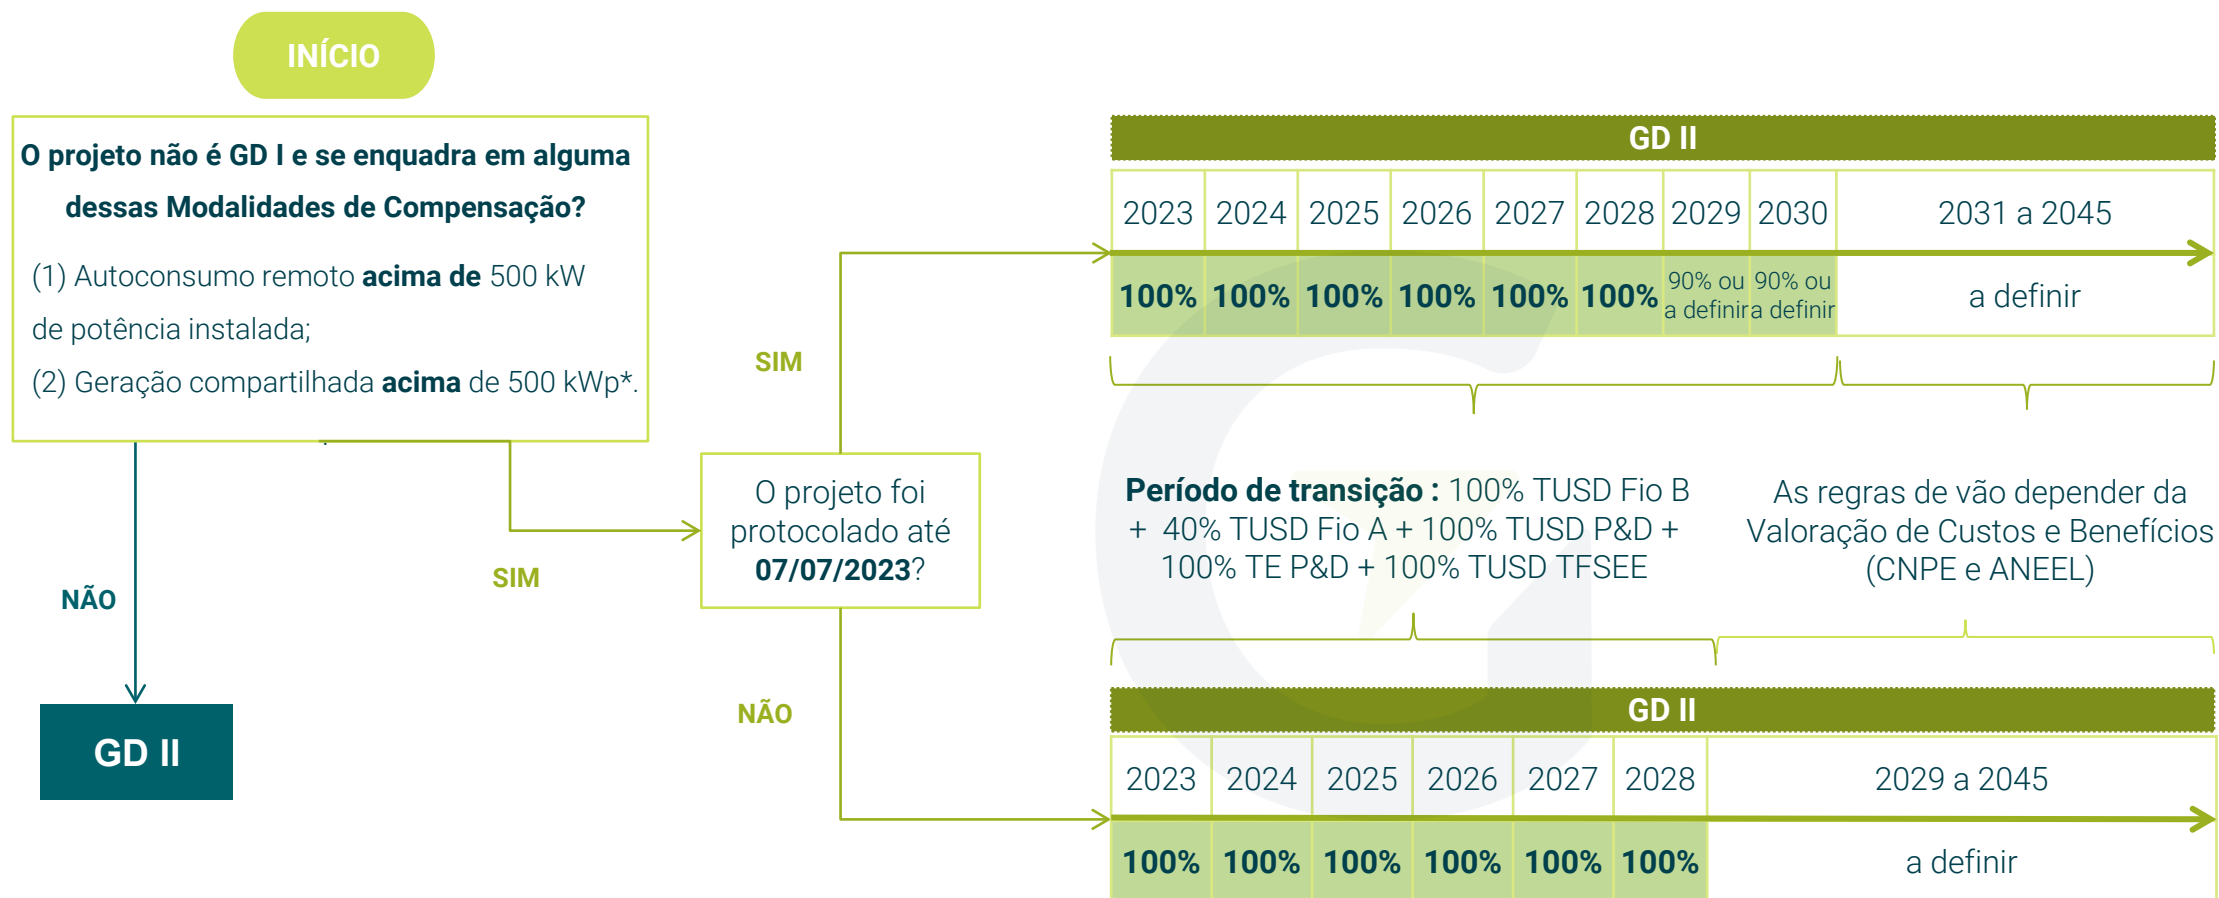 INÍCIO
O projeto não é GD I e se enquadra em alguma
dessas Modalidades de Compensação?
(1) Autoconsumo remoto acima de 500 kW
de potência instalada;
(2) Geração compartilhada acima de 500 kWp*.
NÃO
GD II
SIM
O projeto foi
protocolado até
07/07/2023?
SIM
NÃO
GD II
2023 2024 2025 2026 2027 2028 2029 2030 2031 a 2045
100% 100% 100% 100% 100% 100% 90% ou a definir 90% ou a definir a definir
Período de transição : 100% TUSD Fio B
+ 40% TUSD Fio A + 100% TUSD P&D +
100% TE P&D + 100% TUSD TFSEE
As regras de vão depender da
Valoração de Custos e Benefícios
(CNPE e ANEEL)
GD II
2023 2024 2025 2026 2027 2028 2029 a 2045
100% 100% 100% 100% 100% 100% a definir